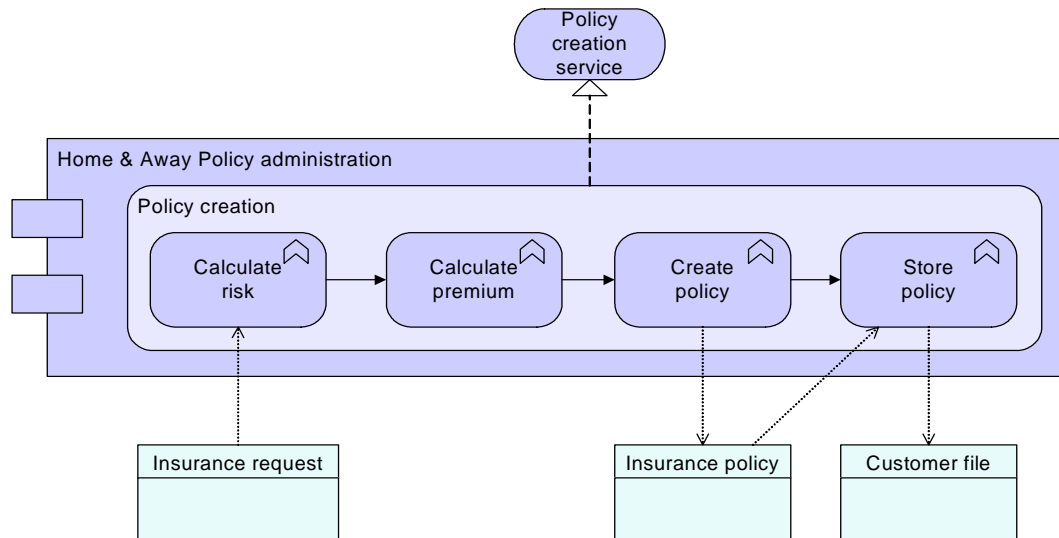 Policy
creation
service
Home & Away Policy administration
Policy creation
Calculate
risk
Calculate
premium
Create
policy
Store
policy
Insurance request
Insurance policy
Customer file